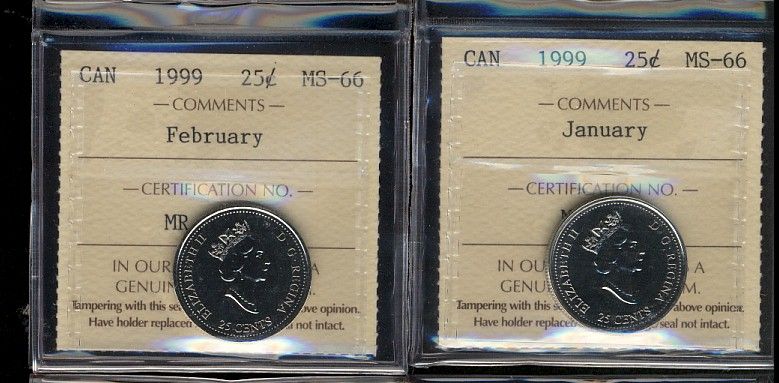 CAN 1999 25¢ MS-66
— COMMENTS —
February
— CERTIFICATION NO. —
MR
IN OUR A
GENUIN M.
Tampering with this se ove opinion.
Have holder replaced l not intact.
ELIZABETH II D·G·REGINA
25 CENTS
CAN 1999 25¢ MS-66
— COMMENTS —
January
— CERTIFICATION NO. —
IN OU A
GENU M.
Tampering with this s above opinion.
Have holder replace seal not intact.
ELIZABETH II D·G·REGINA
25 CENTS